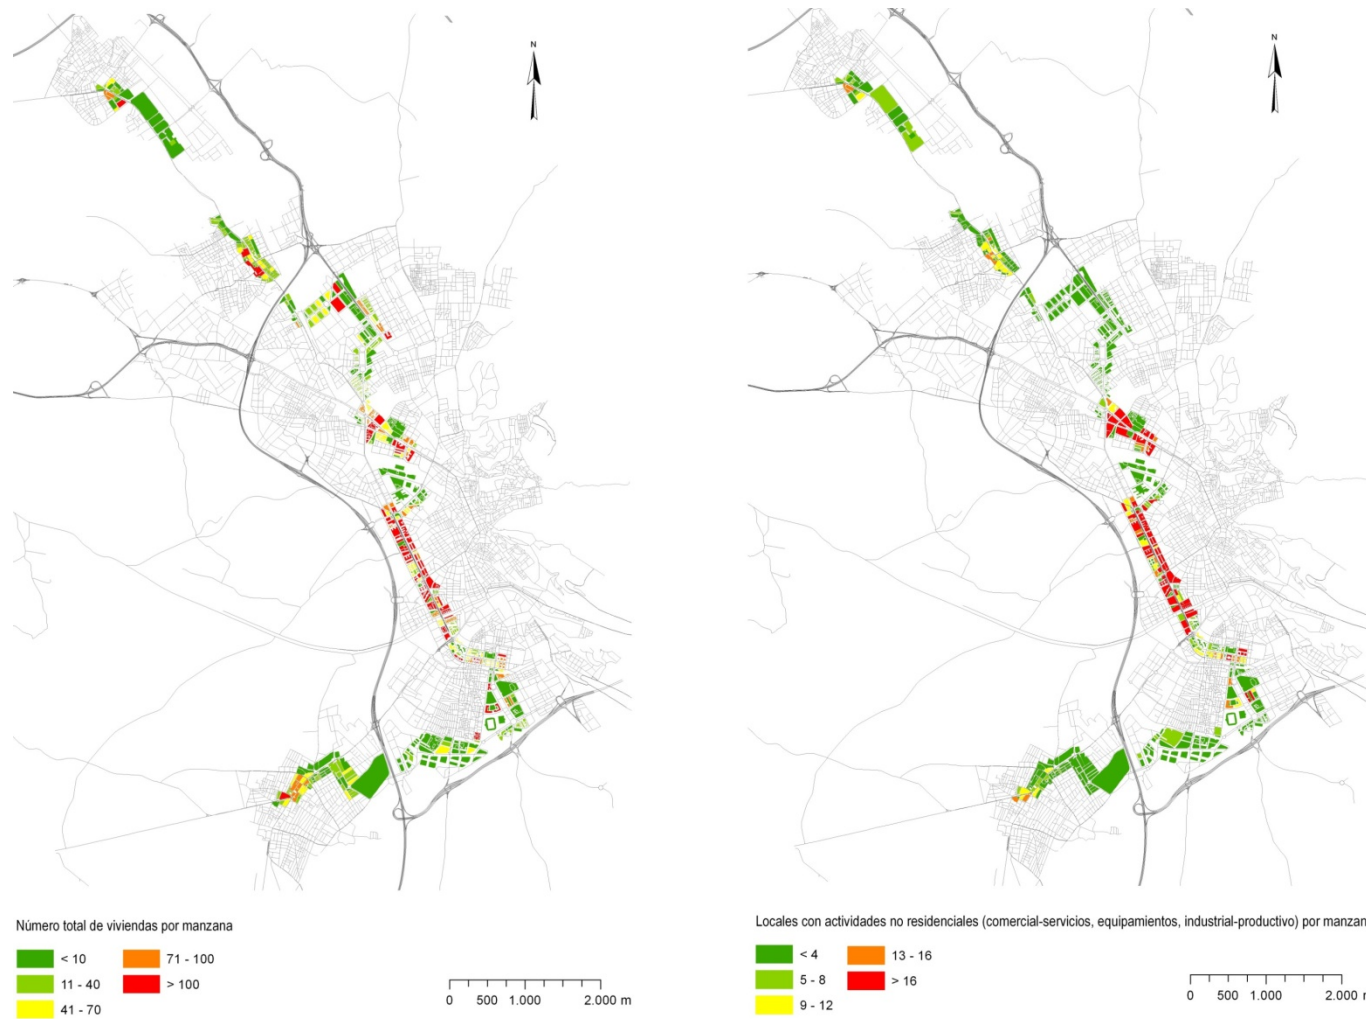 N
N
Número total de viviendas por manzana
< 10
71 - 100
11 - 40
> 100
41 - 70
0 500 1.000 2.000 m
Locales con actividades no residenciales (comercial-servicios, equipamientos, industrial-productivo) por manzan
< 4
13 - 16
5 - 8
> 16
9 - 12
0 500 1.000 2.000 m